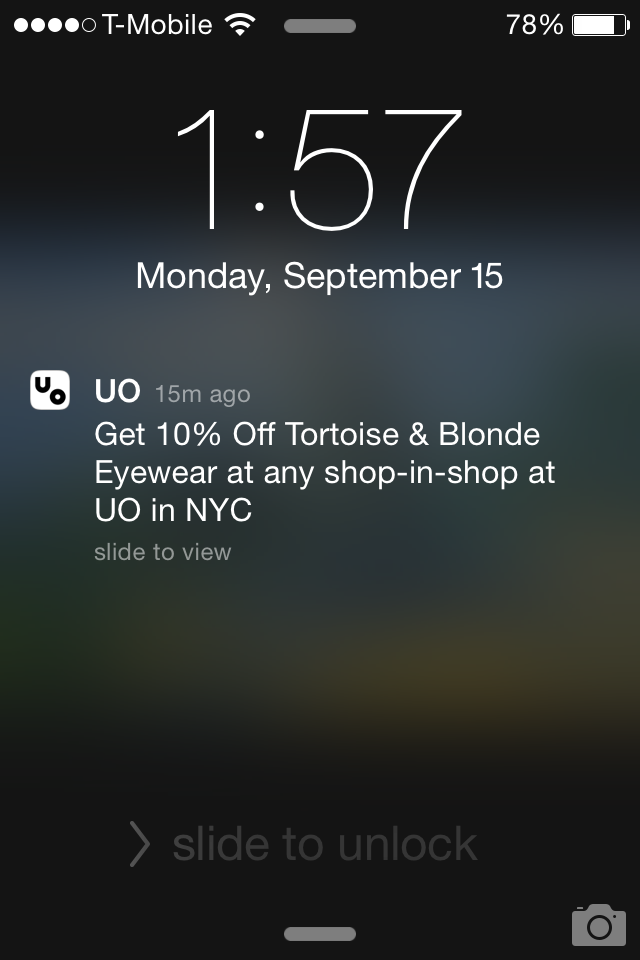 T-Mobile 78%
1:57
Monday, September 15
UO
UO 15m ago
Get 10% Off Tortoise & Blonde
Eyewear at any shop-in-shop at
UO in NYC
slide to view
slide to unlock